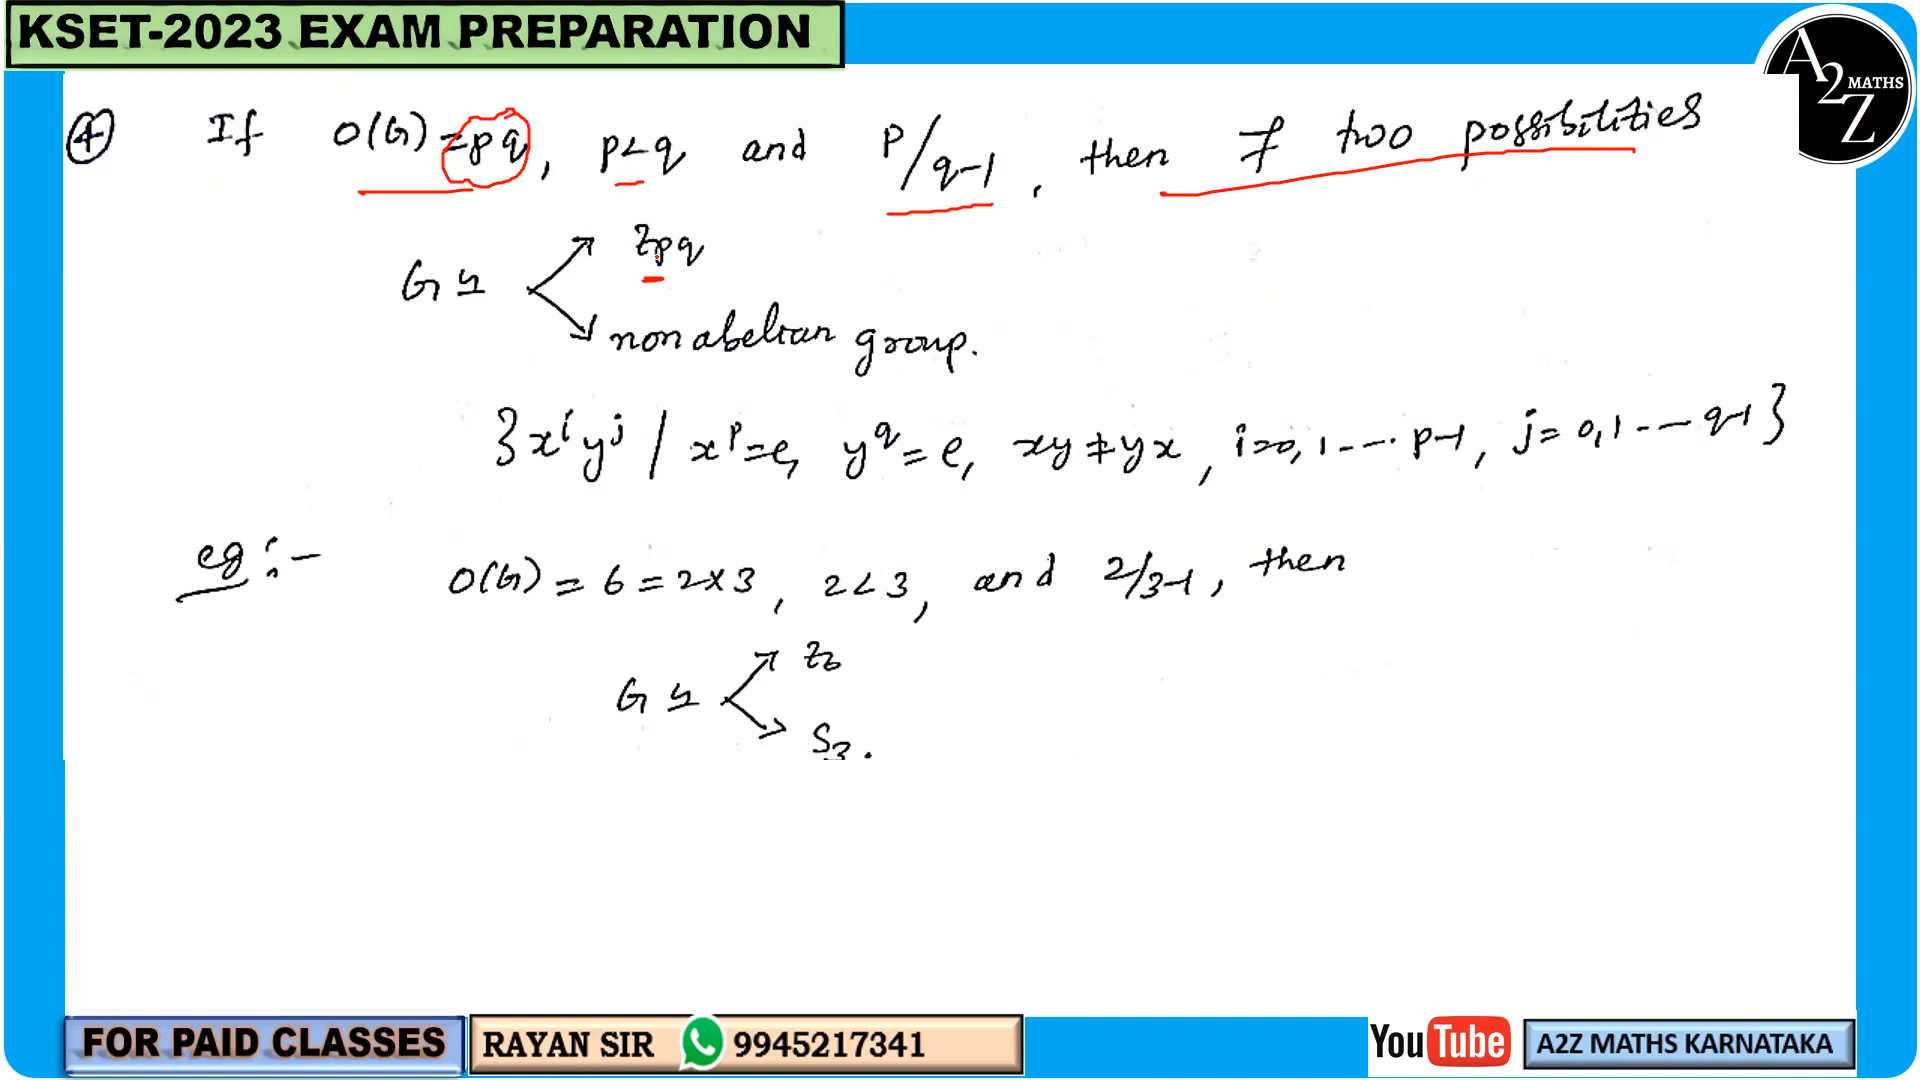 KSET-2023 EXAM PREPARATION
A2Z MATHS
④ If O(G) = pq, p<q and P/q-1, then ∃ two possibilities
Zpq
G ≅
non abelian group.
{x^i y^j / x^p = e, y^q = e, xy ≠ yx, i=0,1---p-1, j=0,1---q-1}
eg:- O(G) = 6 = 2×3, 2<3, and 2/3-1, then
Z6
G ≅
S3.
FOR PAID CLASSES RAYAN SIR 9945217341 YouTube A2Z MATHS KARNATAKA